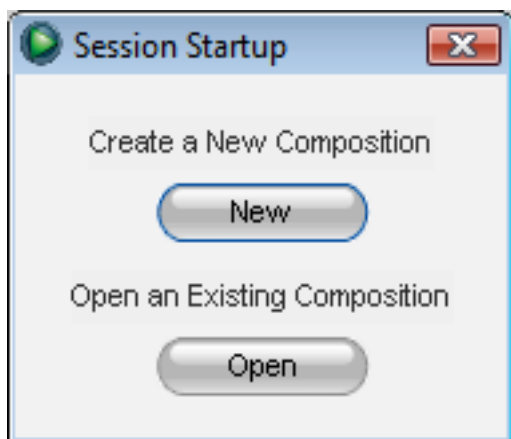 Session Startup
Create a New Composition
New
Open an Existing Composition
Open